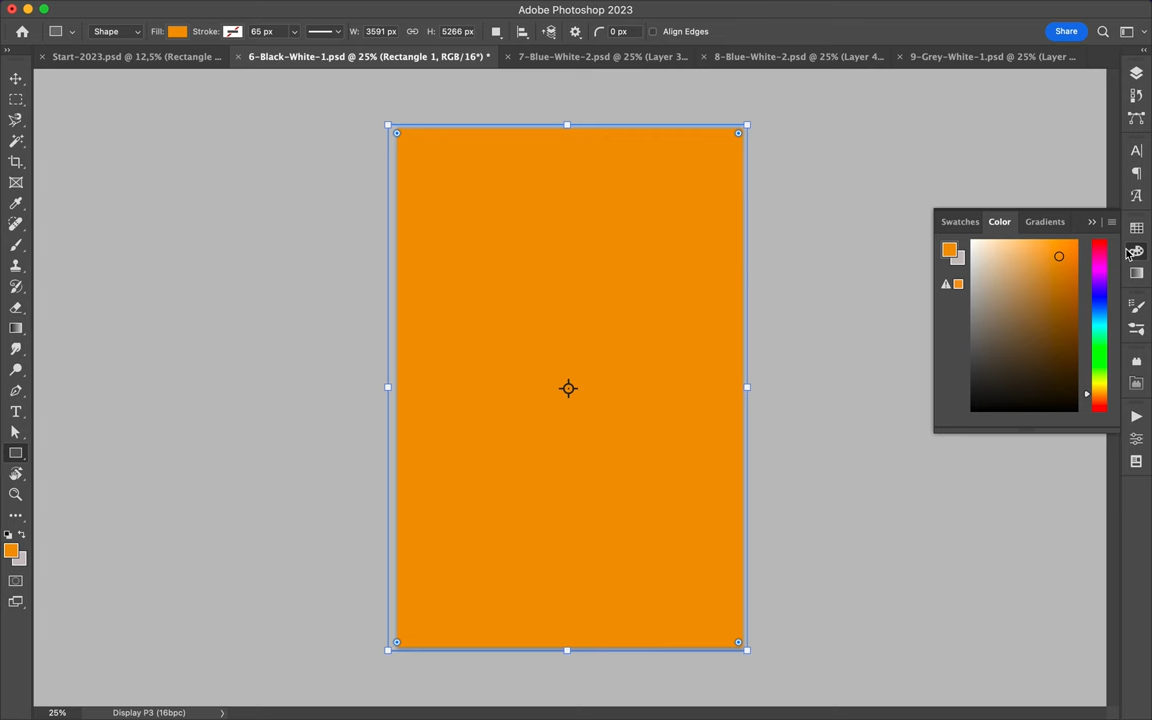 Adobe Photoshop 2023
Shape Fill: Stroke: 65 px W: 3591 px H: 5266 px 0 px Align Edges Share
Start-2023.psd @ 12,5% (Rectangle ... 6-Black-White-1.psd @ 25% (Rectangle 1, RGB/16*) * 7-Blue-White-2.psd @ 25% (Layer 3... 8-Blue-White-2.psd @ 25% (Layer 4... 9-Grey-White-1.psd @ 25% (Layer ...
Swatches Color Gradients
25% Display P3 (16bpc)